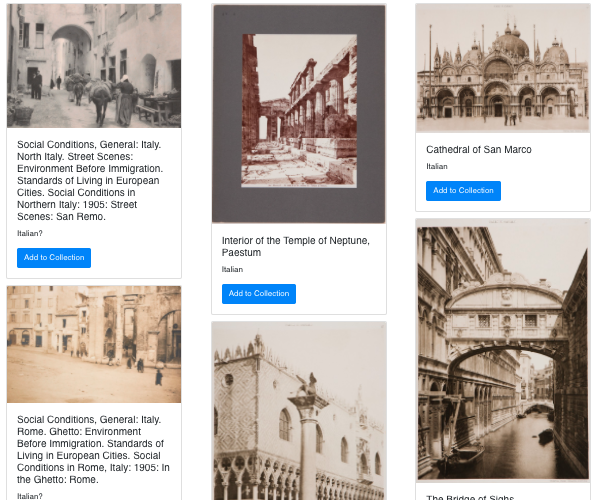 Social Conditions, General: Italy.
North Italy. Street Scenes:
Environment Before Immigration.
Standards of Living in European
Cities. Social Conditions in
Northern Italy: 1905: Street
Scenes: San Remo.
Italian?
Add to Collection
Social Conditions, General: Italy.
Rome. Ghetto: Environment
Before Immigration. Standards of
Living in European Cities. Social
Conditions in Rome, Italy: 1905: In
the Ghetto: Rome.
Italian?
Interior of the Temple of Neptune,
Paestum
Italian
Add to Collection
Cathedral of San Marco
Italian
Add to Collection
The Bridge of Sighs